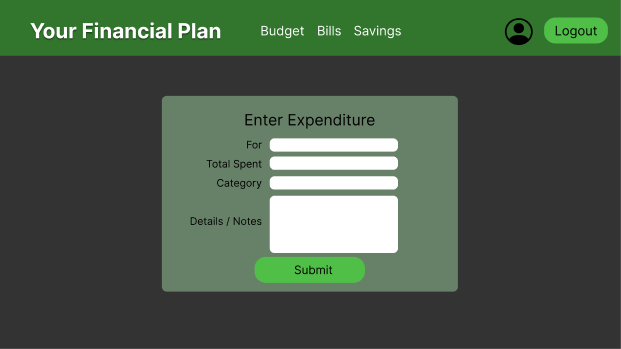 Your Financial Plan
Budget Bills Savings
Logout
Enter Expenditure
For
Total Spent
Category
Details / Notes
Submit